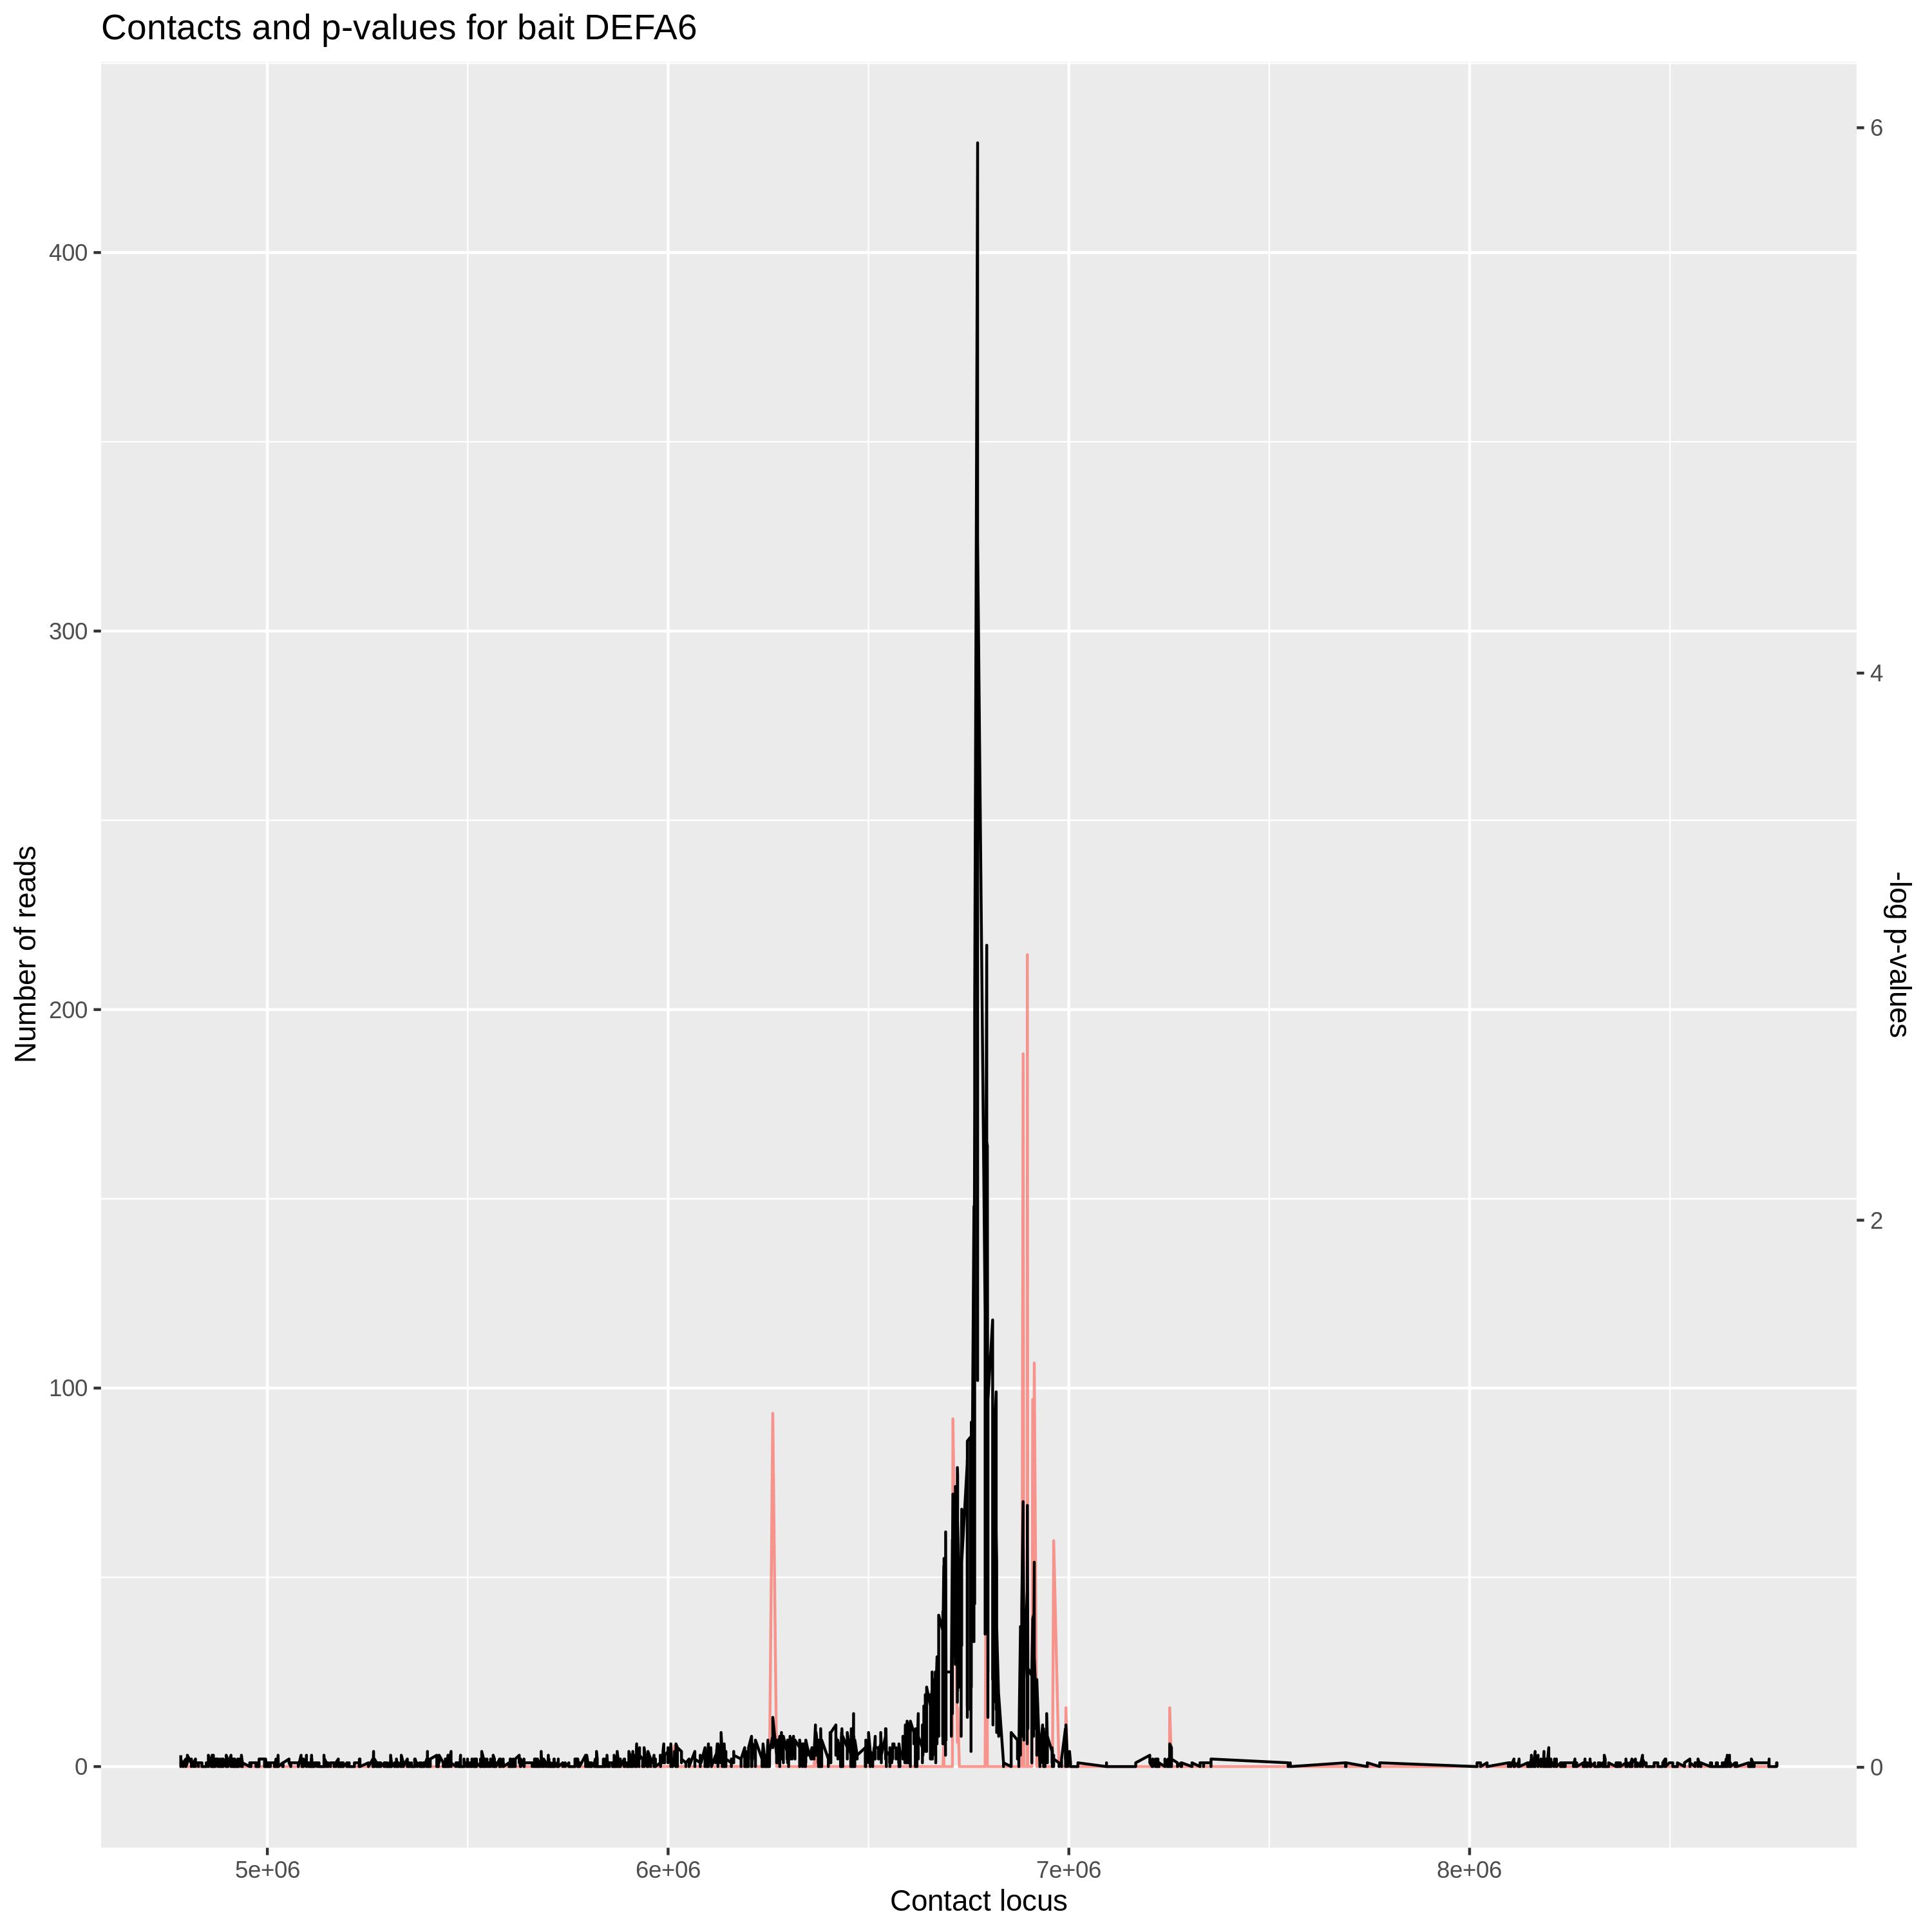 Contacts and p-values for bait DEFA6
6
400
300
4
Number of reads
-log p-values
200
2
100
0
0
5e+06
6e+06
7e+06
8e+06
Contact locus